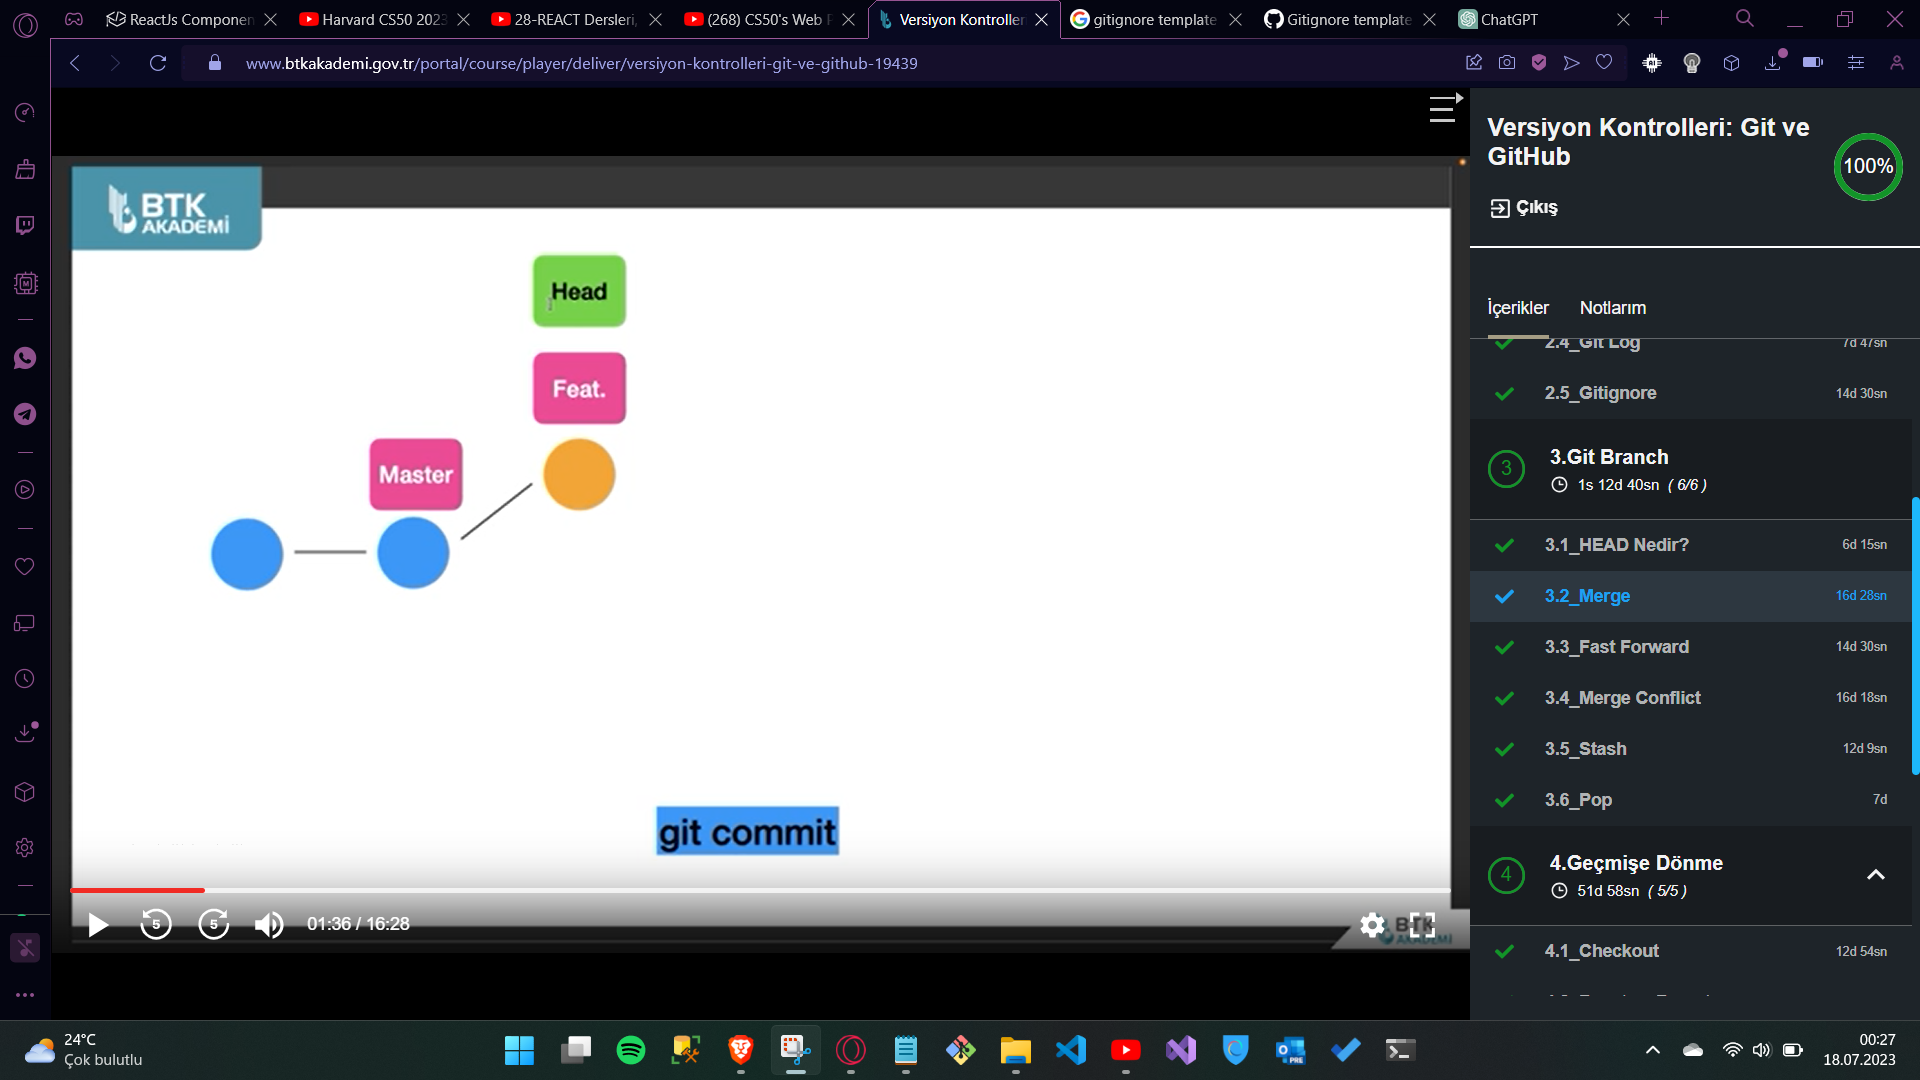 ReactJs Componen
Harvard CS50 2023
28-REACT Dersleri,
(268) CS50's Web P
Versiyon Kontrolleri
gitignore template
Gitignore template
ChatGPT
www.btkakademi.gov.tr/portal/course/player/deliver/versiyon-kontrolleri-git-ve-github-19439
BTK
AKADEMİ
Head
Feat.
Master
git commit
01:36 / 16:28
BTK
AKADEMİ
Versiyon Kontrolleri: Git ve
GitHub
100%
Çıkış
İçerikler Notlarım
2.4_Git Log 7d 47sn
2.5_Gitignore 14d 30sn
3 3.Git Branch
1s 12d 40sn ( 6/6 )
3.1_HEAD Nedir? 6d 15sn
3.2_Merge 16d 28sn
3.3_Fast Forward 14d 30sn
3.4_Merge Conflict 16d 18sn
3.5_Stash 12d 9sn
3.6_Pop 7d
4 4.Geçmişe Dönme
51d 58sn ( 5/5 )
4.1_Checkout 12d 54sn
24°C
Çok bulutlu
00:27
18.07.2023